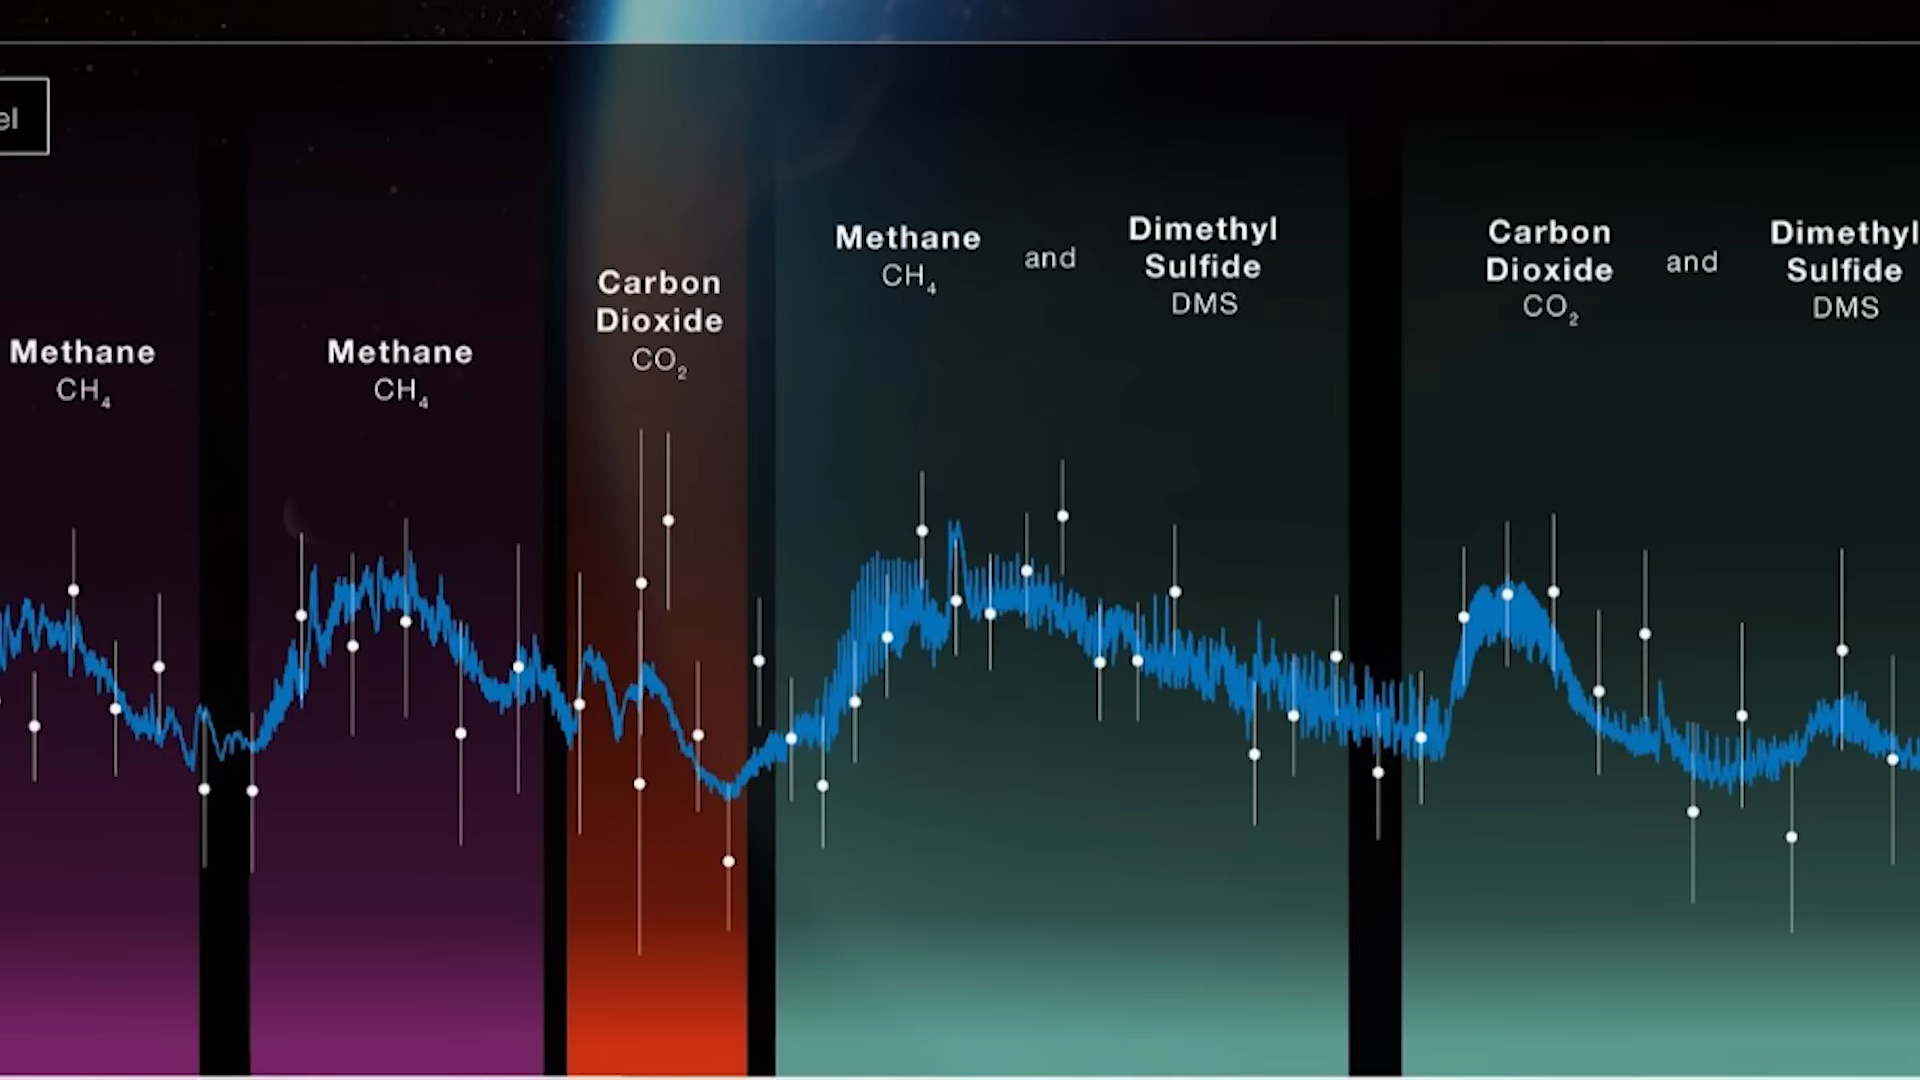 el
Methane
CH₄
Methane
CH₄
Carbon
Dioxide
CO₂
Methane
CH₄
and
Dimethyl
Sulfide
DMS
Carbon
Dioxide
CO₂
and
Dimethyl
Sulfide
DMS